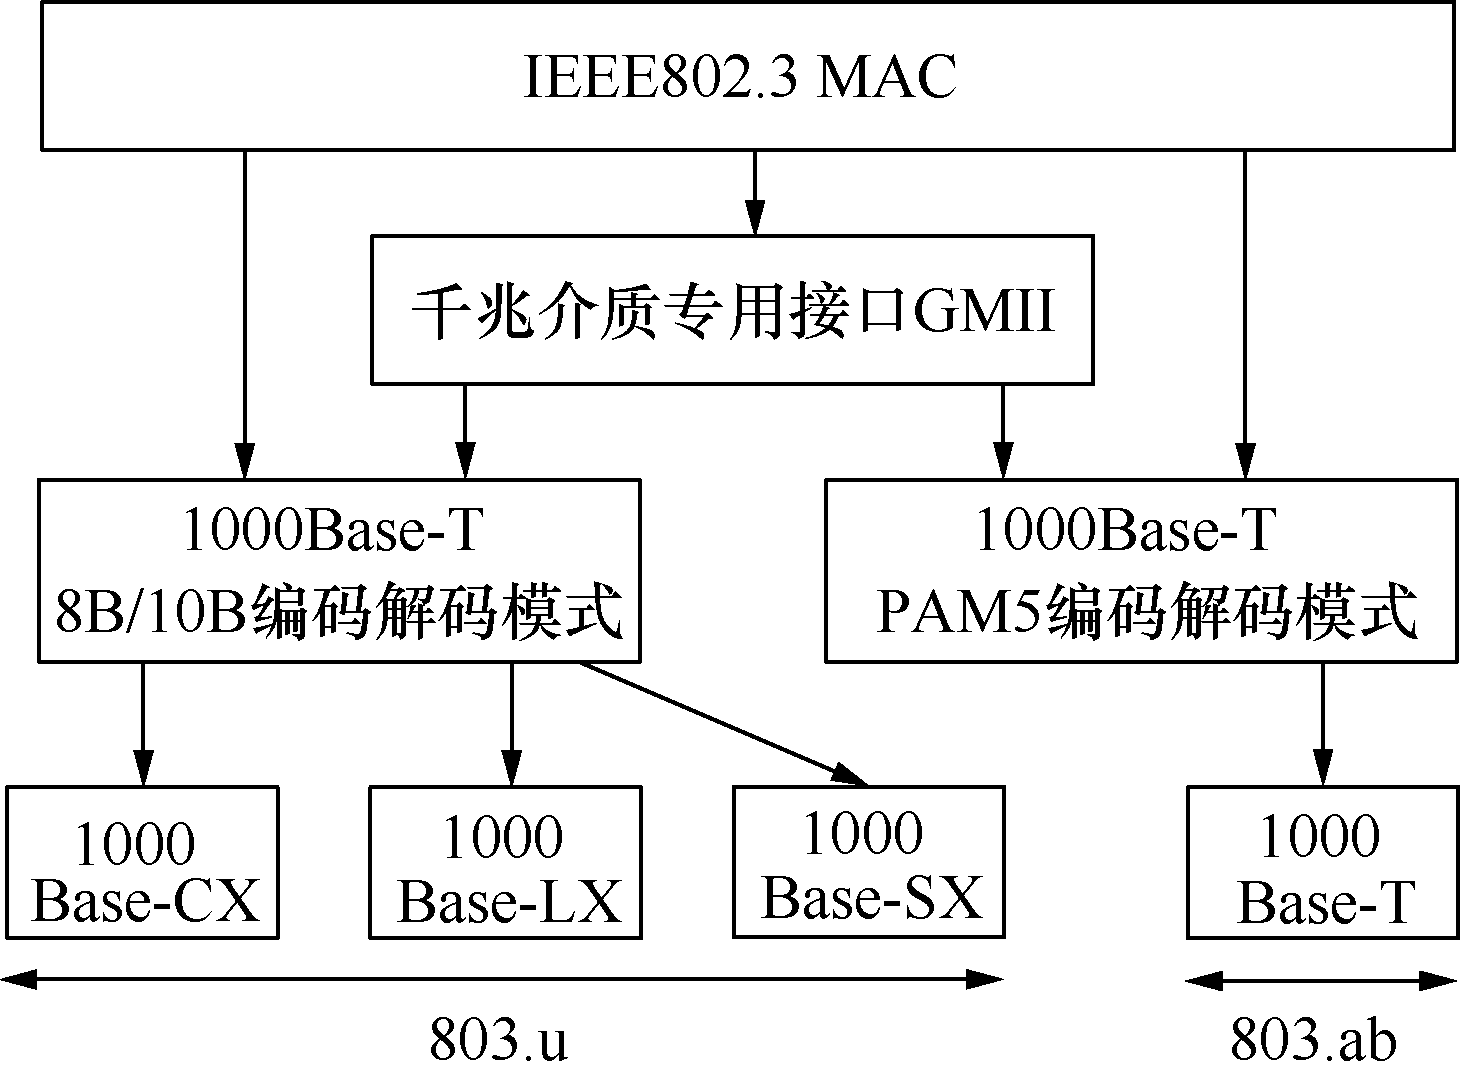 IEEE802.3 MAC
千兆介质专用接口GMII
1000Base-T
8B/10B编码解码模式
1000Base-T
PAM5编码解码模式
1000
Base-CX
1000
Base-LX
1000
Base-SX
1000
Base-T
803.u
803.ab